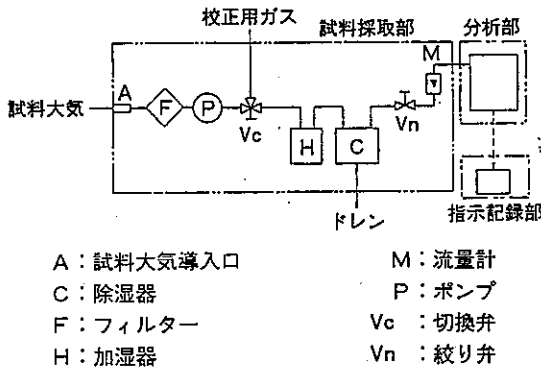 校正用ガス
試料採取部
分析部
M
A
試料大気
F
P
Vc
Vn
H
C
ドレン
指示記録部
A：試料大気導入口
C：除湿器
F：フィルター
H：加湿器
M：流量計
P：ポンプ
Vc：切換弁
Vn：絞り弁